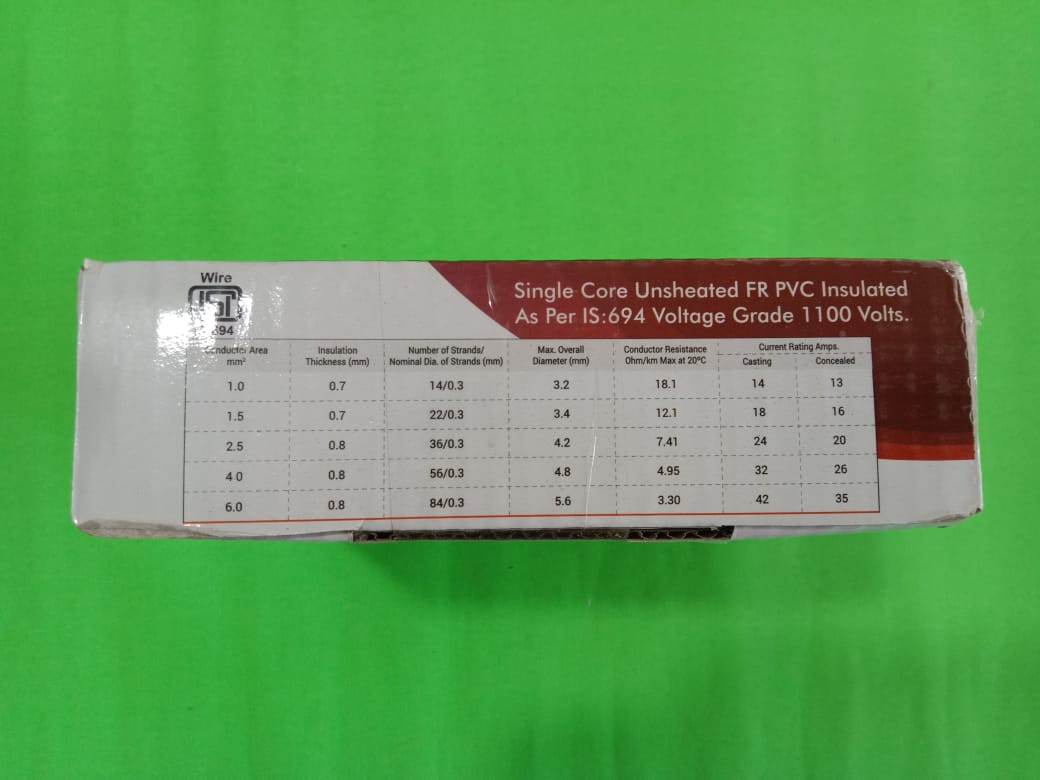 Wire
ISI
694
Single Core Unsheated FR PVC Insulated
As Per IS:694 Voltage Grade 1100 Volts.
Conductor Area mm² Insulation Thickness (mm) Number of Strands/ Nominal Dia. of Strands (mm) Max. Overall Diameter (mm) Conductor Resistance Ohm/km Max at 20°C Current Rating Amps. Casting Concealed
1.0 0.7 14/0.3 3.2 18.1 14 13
1.5 0.7 22/0.3 3.4 12.1 18 16
2.5 0.8 36/0.3 4.2 7.41 24 20
4.0 0.8 56/0.3 4.8 4.95 32 26
6.0 0.8 84/0.3 5.6 3.30 42 35